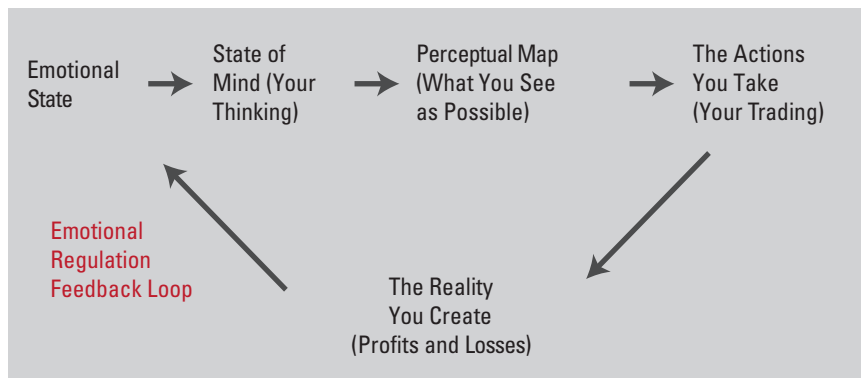 Emotional
State
State of
Mind (Your
Thinking)
Perceptual Map
(What You See
as Possible)
The Actions
You Take
(Your Trading)
Emotional
Regulation
Feedback Loop
The Reality
You Create
(Profits and Losses)